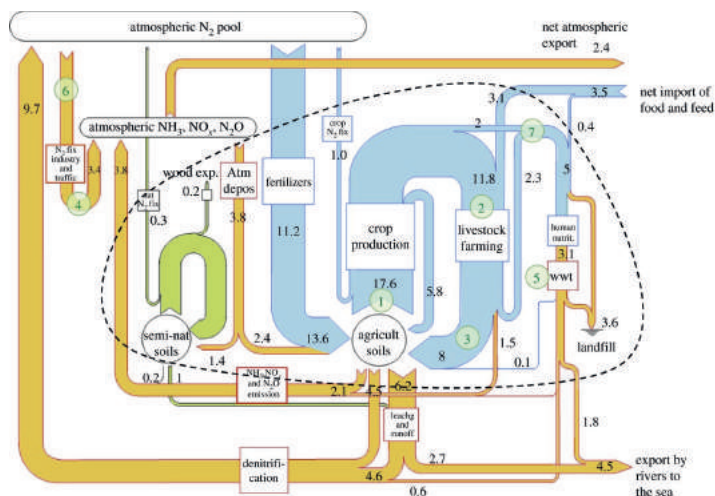 atmospheric N₂ pool
net atmospheric
export
2.4
9.7
6
3.1
3.5
net import of
food and feed
atmospheric NH₃, NOₓ, N₂O
crop
N₂ fix
1.0
2
7
0.4
N₂ fix
industry
and
traffic
3.4
4
3.8
nat
N₂ fix
0.3
wood exp.
0.2
Atm
depos
3.8
fertilizers
11.2
11.8
2
2.3
5
crop
production
livestock
farming
human
nutrit.
3.1
5
wwt
17.6
1
5.8
3.6
landfill
semi-nat
soils
2.4
13.6
agricult
soils
3
8
1.5
0.1
1.4
0.2
1
NH₃,NO
and N₂O
emission
2.1
4.5
6.2
leachg
and
runoff
1.8
denitrifi-
cation
4.6
2.7
0.6
4.5
export by
rivers to
the sea